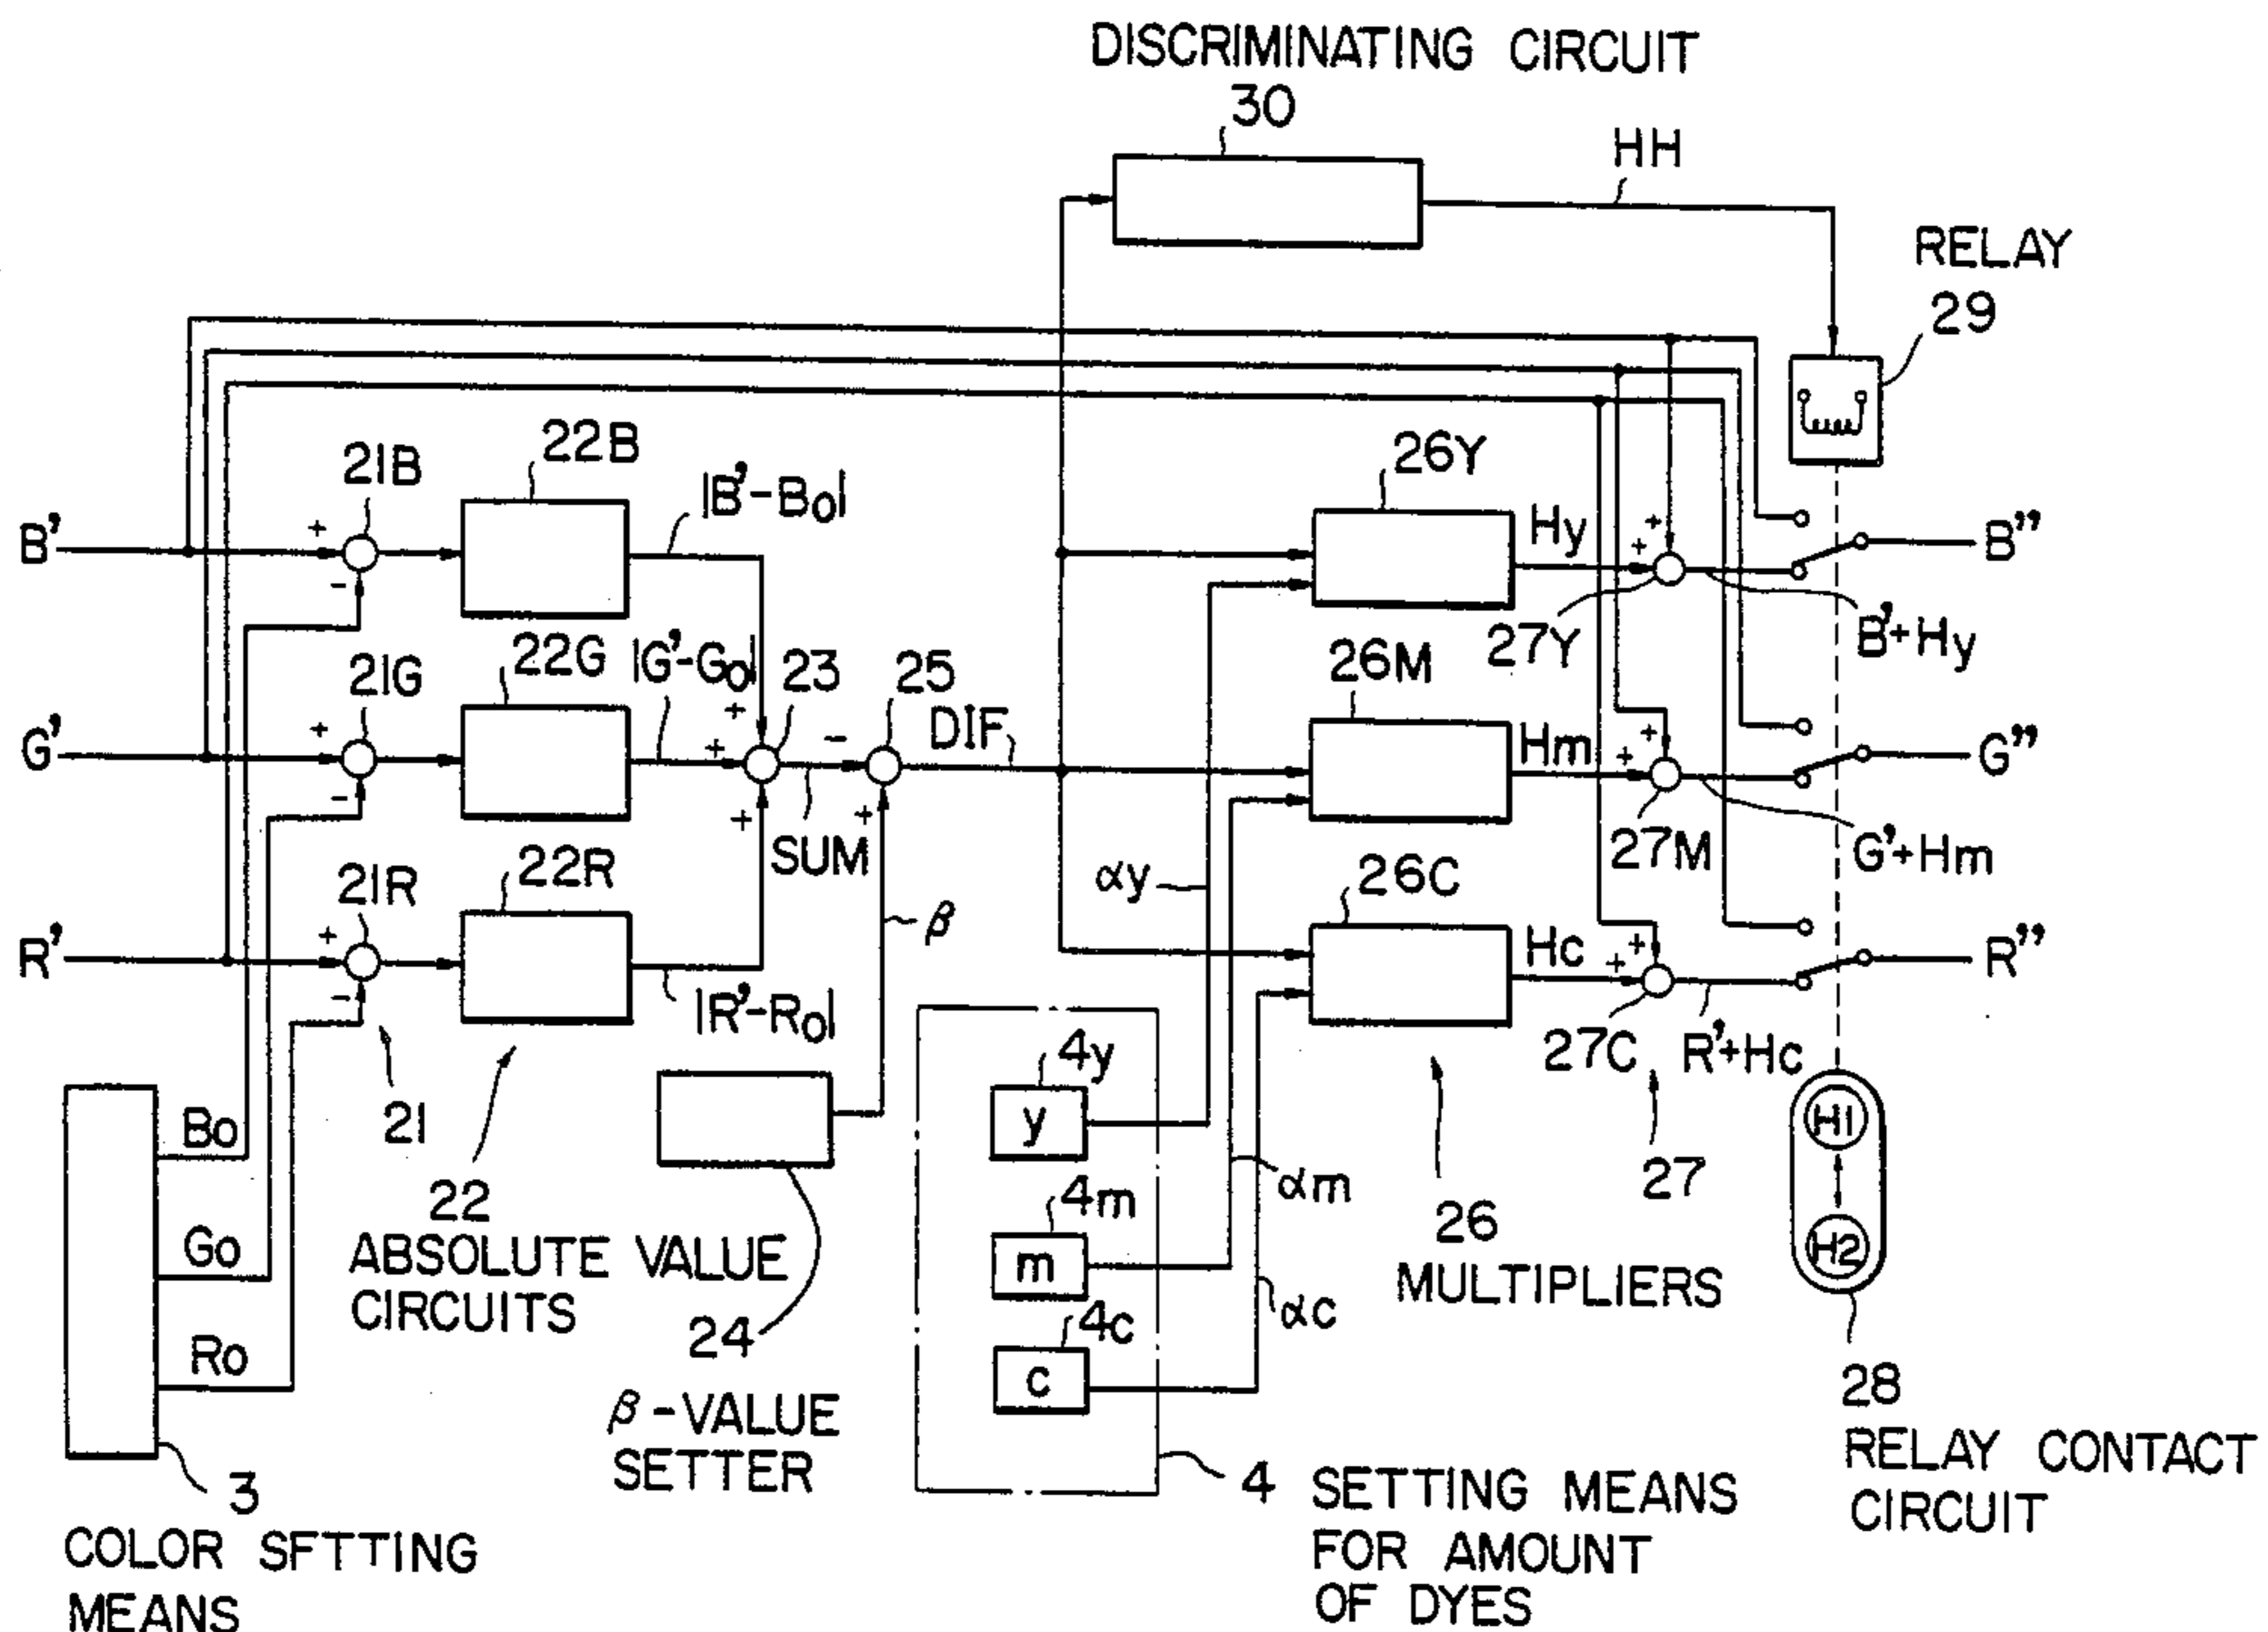 DISCRIMINATING CIRCUIT
30
HH
RELAY
29
22B
21B
|B'-Bo|
26Y
Hy
+
+
+
-
B'
B"
27Y
B'+Hy
22G
|G'-Go|
23
25
21G
26M
DIF
+
+
+
-
Hm
+
+
-
G'
G"
+
+
SUM
27M
G'+Hm
22R
21R
αy
26C
β
Hc
+
+
+
-
R'
R"
|R'-Ro|
27C
R'+Hc
4y
y
21
Bo
H1
22
ABSOLUTE VALUE
CIRCUITS
4m
m
αm
26
MULTIPLIERS
27
H2
Go
24
4c
c
αc
Ro
28
RELAY CONTACT
CIRCUIT
β-VALUE
SETTER
3
COLOR SFTTING
MEANS
4 SETTING MEANS
FOR AMOUNT
OF DYES